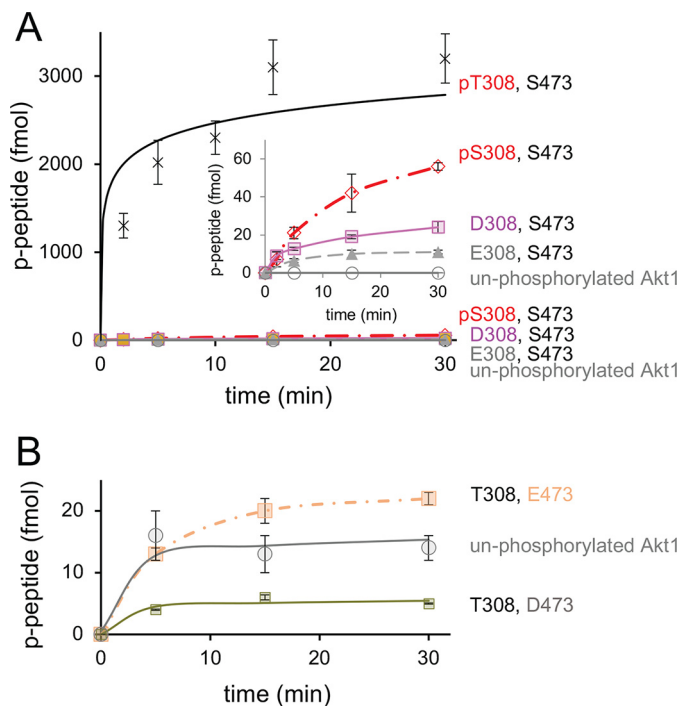 A
p-peptide (fmol)
3000
2000
1000
0
0
10
20
30
time (min)
p-peptide (fmol)
60
40
20
0
0
10
20
30
time (min)
pT308, S473
pS308, S473
D308, S473
E308, S473
un-phosphorylated Akt1
pS308, S473
D308, S473
E308, S473
un-phosphorylated Akt1
B
p-peptide (fmol)
20
10
0
0
10
20
30
time (min)
T308, E473
un-phosphorylated Akt1
T308, D473